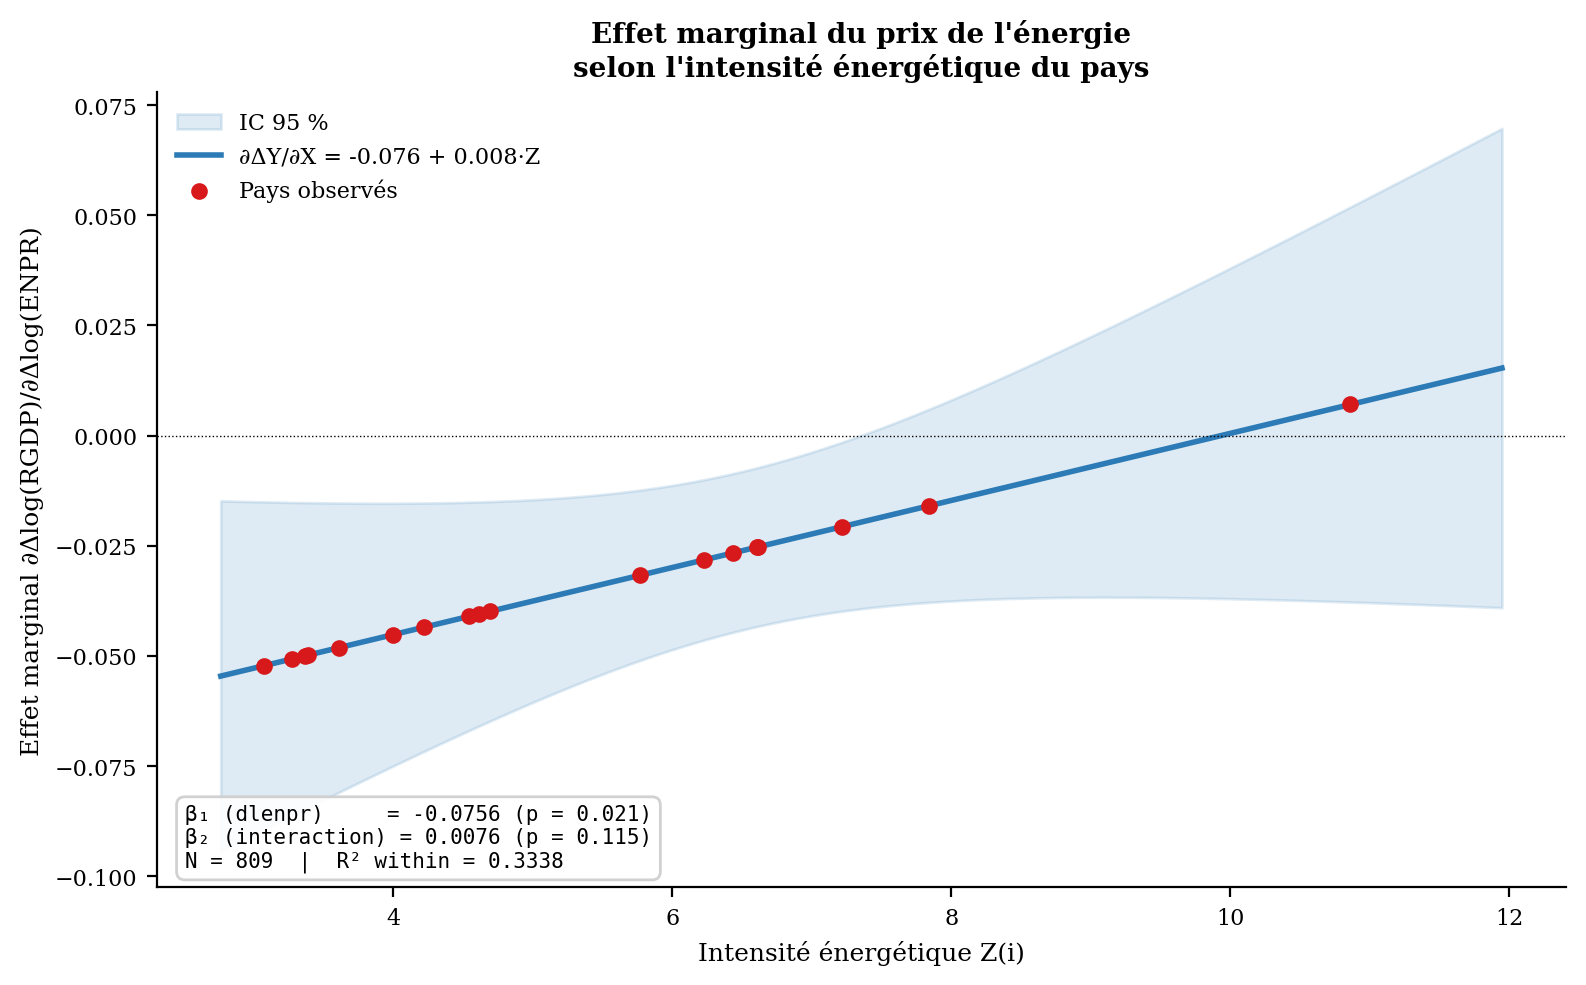 Effet marginal du prix de l'énergie
selon l'intensité énergétique du pays
IC 95 %
∂ΔY/∂X = -0.076 + 0.008·Z
Pays observés
Effet marginal ∂Δlog(RGDP)/∂Δlog(ENPR)
0.075
0.050
0.025
0.000
−0.025
−0.050
−0.075
−0.100
β₁ (dlenpr)     = -0.0756 (p = 0.021)
β₂ (interaction) = 0.0076 (p = 0.115)
N = 809  |  R² within = 0.3338
4
6
8
10
12
Intensité énergétique Z(i)